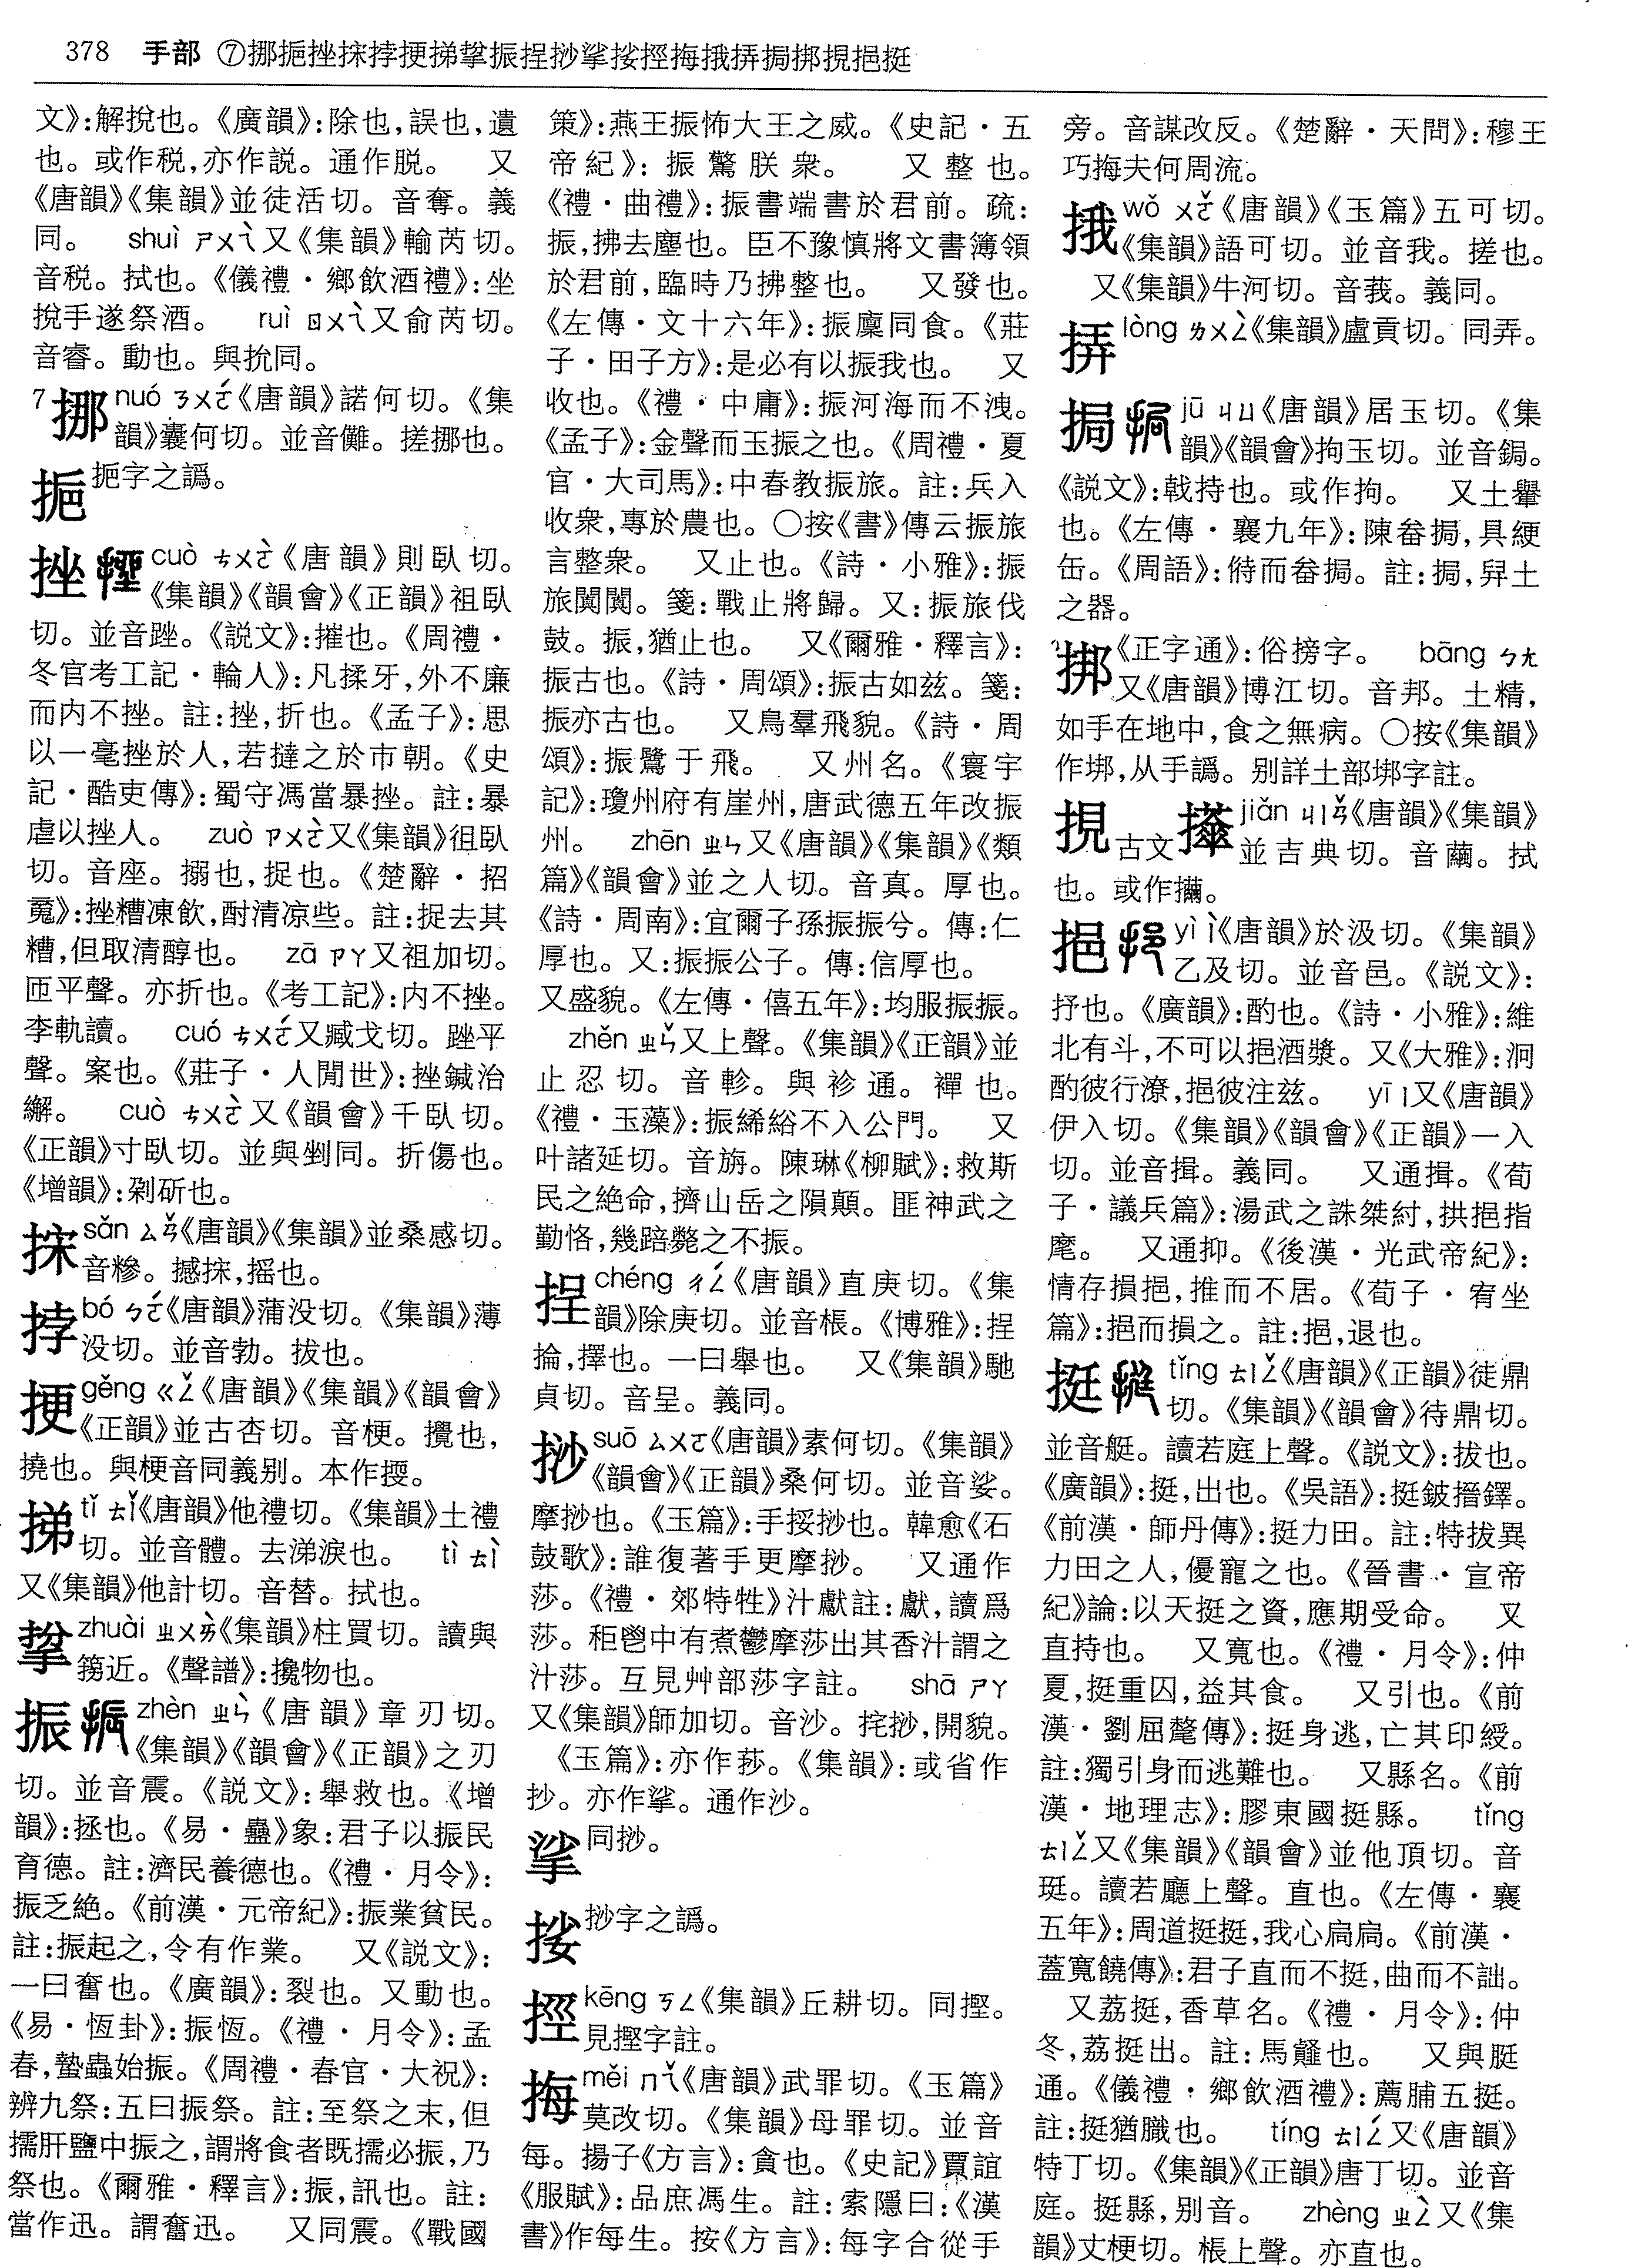 378 手部 ⑦挪搹挫捇挬挭挮挐振捏挱挲挼挳挴挮挵挶挷挸挹挺
文》:解挩也。《廣韻》:除也,誤也,遺
也。或作税,亦作説。通作脱。 又
《唐韻》《集韻》並徒活切。音奪。義
同。 shuì ㄕㄨㄟˋ又《集韻》輸芮切。
音税。拭也。《儀禮·鄉飲酒禮》:坐
挩手遂祭酒。 ruì ㄖㄨㄟˋ又俞芮切。
音睿。動也。與抁同。
7 挪 nuó ㄋㄨㄛˊ《唐韻》諾何切。《集
韻》囊何切。並音儺。搓挪也。
扼字之譌。
挫 cuò ㄘㄨㄛˋ《唐韻》則臥切。
《集韻》《韻會》《正韻》祖臥
切。並音剉。《説文》:摧也。《周禮·
冬官考工記·輪人》:凡揉牙,外不廉
而内不挫。註:挫,折也。《孟子》:思
以一毫挫於人,若撻之於市朝。《史
記·酷吏傳》:蜀守馮當暴挫。註:暴
虐以挫人。 zuò ㄗㄨㄛˋ又《集韻》徂臥
切。音座。搦也,捉也。《楚辭·招
䰟》:挫糟凍飲,酎清凉些。註:捉去其
糟,但取清醇也。 zā ㄗㄚ又祖加切。
匝平聲。亦折也。《考工記》:内不挫。
李軌讀。 cuó ㄘㄨㄛˊ又臧戈切。脞平
聲。案也。《莊子·人閒世》:挫鍼治
繲。 cuò ㄘㄨㄛˋ又《韻會》千臥切。
《正韻》寸臥切。並與剉同。折傷也。
《增韻》:剁斫也。
sǎn ㄙㄢˇ《唐韻》《集韻》並桑感切。
音糝。撼,摇也。
挬 bó ㄅㄛˊ《唐韻》蒲没切。《集韻》薄
没切。並音勃。拔也。
挭 gěng ㄍㄥˇ《唐韻》《集韻》《韻會》
《正韻》並古杏切。音梗。攪也,
撓也。與梗音同義别。本作㨘。
挮 tǐ ㄊㄧˇ《唐韻》他禮切。《集韻》土禮
切。並音體。去涕淚也。 tì ㄊㄧˋ
又《集韻》他計切。音替。拭也。
zhuài ㄓㄨㄞˋ《集韻》柱買切。讀與
近。《聲譜》:攙物也。
振 zhèn ㄓㄣˋ《唐韻》章刃切。
《集韻》《韻會》《正韻》之刃
切。並音震。《説文》:舉救也。《增
韻》:拯也。《易·蠱》象:君子以振民
育德。註:濟民養德也。《禮·月令》:
振乏絶。《前漢·元帝紀》:振業貧民。
註:振起之,令有作業。 又《説文》:
一曰奮也。《廣韻》:裂也。又動也。
《易·恆卦》:振恆。《禮·月令》:孟
春,蟄蟲始振。《周禮·春官·大祝》:
辨九祭:五曰振祭。註:至祭之末,但
擩肝鹽中振之,謂將食者既擩必振,乃
祭也。《爾雅·釋言》:振,訊也。註:
當作迅。謂奮迅。 又同震。《戰國
策》:燕王振怖大王之威。《史記·五
帝紀》:振驚朕衆。 又整也。
《禮·曲禮》:振書端書於君前。疏:
振,拂去塵也。臣不豫慎將文書簿領
於君前,臨時乃拂整也。 又發也。
《左傳·文十六年》:振廩同食。《莊
子·田子方》:是必有以振我也。 又
收也。《禮·中庸》:振河海而不洩。
《孟子》:金聲而玉振之也。《周禮·夏
官·大司馬》:中春教振旅。註:兵入
收衆,專於農也。○按《書》傳云振旅
言整衆。 又止也。《詩·小雅》:振
旅闐闐。箋:戰止將歸。又:振旅伐
鼓。振,猶止也。 又《爾雅·釋言》:
振古也。《詩·周頌》:振古如兹。箋:
振亦古也。 又鳥羣飛貌。《詩·周
頌》:振鷺于飛。 又州名。《寰宇
記》:瓊州府有崖州,唐武德五年改振
州。 zhēn ㄓㄣ又《唐韻》《集韻》《類
篇》《韻會》並之人切。音真。厚也。
《詩·周南》:宜爾子孫振振兮。傳:仁
厚也。又:振振公子。傳:信厚也。
又盛貌。《左傳·僖五年》:均服振振。
zhěn ㄓㄣˇ又上聲。《集韻》《正韻》並
止忍切。音軫。與袗通。襌也。
《禮·玉藻》:振絺綌不入公門。 又
叶諸延切。音旃。陳琳《柳賦》:救斯
民之絶命,擠山岳之隕顛。匪神武之
勤恪,幾踣斃之不振。
捏 chéng ㄔㄥˊ《唐韻》直庚切。《集
韻》除庚切。並音棖。《博雅》:挰
掄,擇也。一曰舉也。 又《集韻》馳
貞切。音呈。義同。
挱 suō ㄙㄨㄛ《唐韻》素何切。《集韻》
《韻會》《正韻》桑何切。並音娑。
摩挱也。《玉篇》:手挼挱也。韓愈《石
鼓歌》:誰復著手更摩挱。 又通作
莎。《禮·郊特牲》汁獻註:獻,讀爲
莎。秬鬯中有煮鬱摩莎出其香汁謂之
汁莎。互見艸部莎字註。 shā ㄕㄚ
又《集韻》師加切。音沙。挓挱,開貌。
《玉篇》:亦作莏。《集韻》:或省作
抄。亦作挲。通作沙。
挲 同挱。
挱字之譌。
挳 kēng ㄎㄥ《集韻》丘耕切。同摼。
見摼字註。
挴 měi ㄇㄟˇ《唐韻》武罪切。《玉篇》
莫改切。《集韻》母罪切。並音
每。揚子《方言》:貪也。《史記》賈誼
《服賦》:品庶馮生。註:索隱曰:《漢
書》作每生。按《方言》:每字合從手
旁。音謀改反。《楚辭·天問》:穆王
巧挴夫何周流。
wǒ ㄨㄛˇ《唐韻》《玉篇》五可切。
《集韻》語可切。並音我。搓也。
又《集韻》牛河切。音莪。義同。
挵 lòng ㄌㄨㄥˋ《集韻》盧貢切。同弄。
挶 jū ㄐㄩ《唐韻》居玉切。《集
韻》《韻會》拘玉切。並音鋦。
《説文》:戟持也。或作拘。 又土轝
也。《左傳·襄九年》:陳畚挶,具綆
缶。《周語》:偫而畚挶。註:挶,舁土
之器。
挷 《正字通》:俗搒字。 bāng ㄅㄤ
又《唐韻》博江切。音邦。土精,
如手在地中,食之無病。○按《集韻》
作垹,从手譌。别詳土部垹字註。
挸 古文 jiǎn ㄐㄧㄢˇ《唐韻》《集韻》
並吉典切。音繭。拭
也。或作𢶃。
挹 yì ㄧˋ《唐韻》於汲切。《集韻》
乙及切。並音邑。《説文》:
抒也。《廣韻》:酌也。《詩·小雅》:維
北有斗,不可以挹酒漿。又《大雅》:泂
酌彼行潦,挹彼注兹。 yī ㄧ又《唐韻》
伊入切。《集韻》《韻會》《正韻》一入
切。並音揖。義同。 又通揖。《荀
子·議兵篇》:湯武之誅桀紂,拱挹指
麾。 又通抑。《後漢·光武帝紀》:
情存損挹,推而不居。《荀子·宥坐
篇》:挹而損之。註:挹,退也。
挺 tǐng ㄊㄧㄥˇ《唐韻》《正韻》徒鼎
切。《集韻》《韻會》待鼎切。
並音艇。讀若庭上聲。《説文》:拔也。
《廣韻》:挺,出也。《吳語》:挺鈹搢鐸。
《前漢·師丹傳》:挺力田。註:特拔異
力田之人,優寵之也。《晉書·宣帝
紀》論:以天挺之資,應期受命。 又
直持也。 又寬也。《禮·月令》:仲
夏,挺重囚,益其食。 又引也。《前
漢·劉屈氂傳》:挺身逃,亡其印綬。
註:獨引身而逃難也。 又縣名。《前
漢·地理志》:膠東國挺縣。 tǐng
ㄊㄧㄥˇ又《集韻》《韻會》並他頂切。音
珽。讀若廳上聲。直也。《左傳·襄
五年》:周道挺挺,我心扃扃。《前漢·
蓋寬饒傳》:君子直而不挺,曲而不詘。
又荔挺,香草名。《禮·月令》:仲
冬,荔挺出。註:馬䪥也。 又與脡
通。《儀禮·鄉飲酒禮》:薦脯五挺。
註:挺猶膱也。 tíng ㄊㄧㄥˊ又《唐韻》
特丁切。《集韻》《正韻》唐丁切。並音
庭。挺縣,别音。 zhèng ㄓㄥˋ又《集
韻》丈梗切。棖上聲。亦直也。